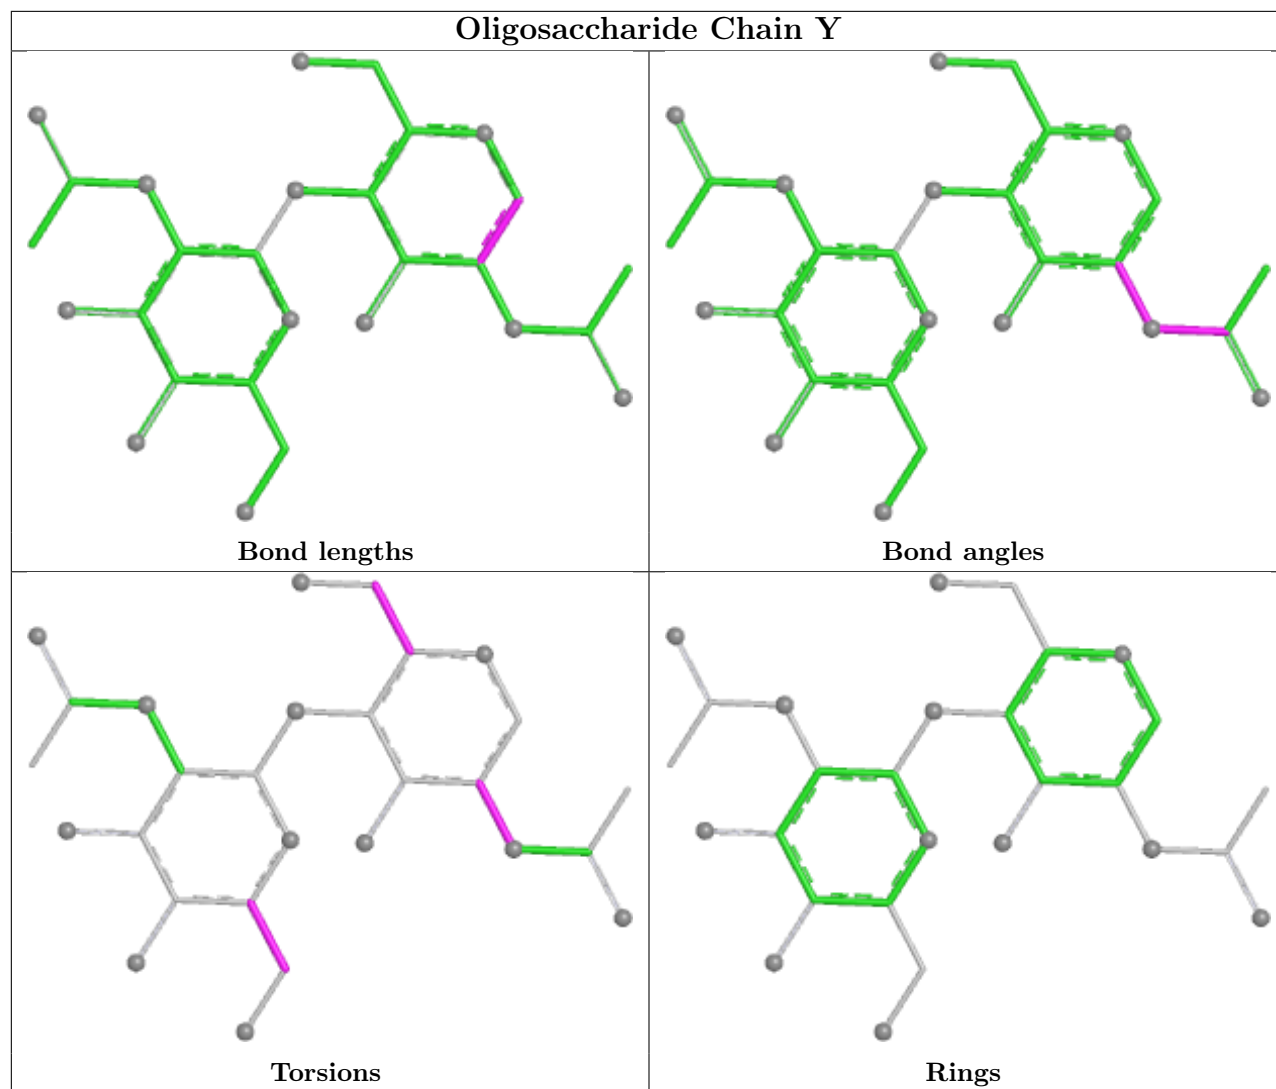 Oligosaccharide Chain Y
Bond lengths
Bond angles
Torsions
Rings